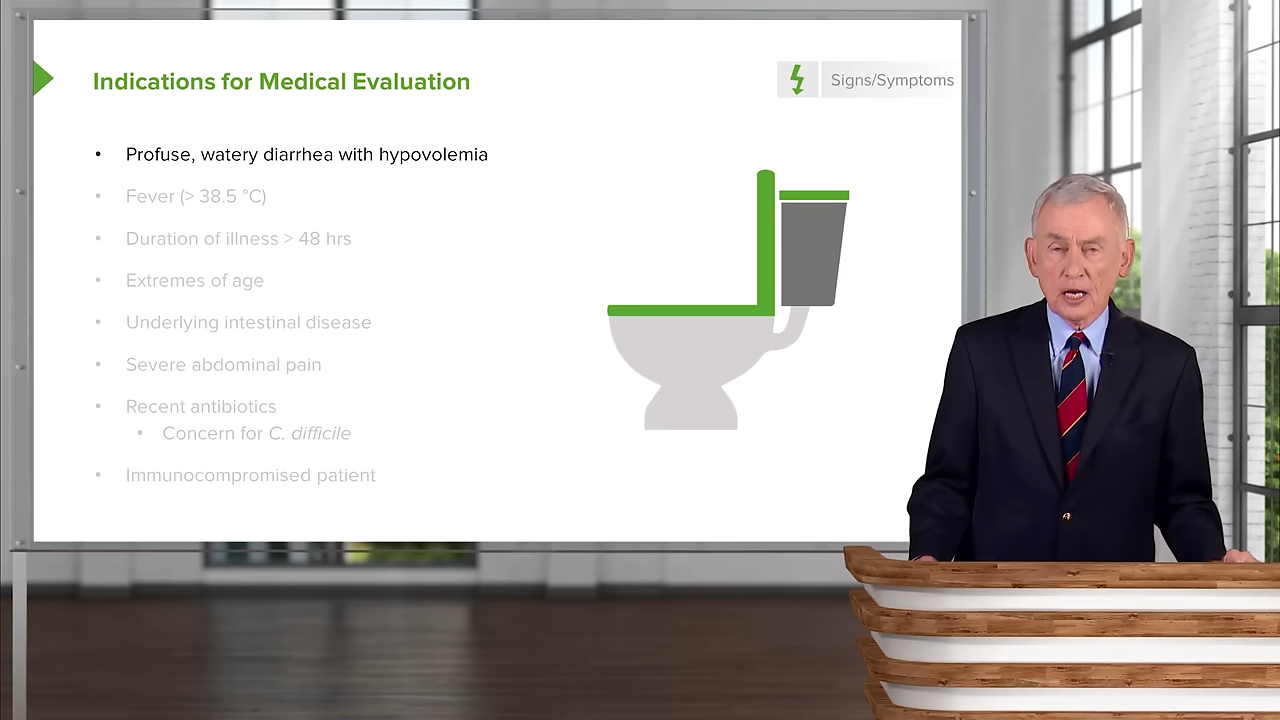 Indications for Medical Evaluation
Signs/Symptoms
• Profuse, watery diarrhea with hypovolemia
• Fever (> 38.5 °C)
• Duration of illness > 48 hrs
• Extremes of age
• Underlying intestinal disease
• Severe abdominal pain
• Recent antibiotics
• Concern for C. difficile
• Immunocompromised patient